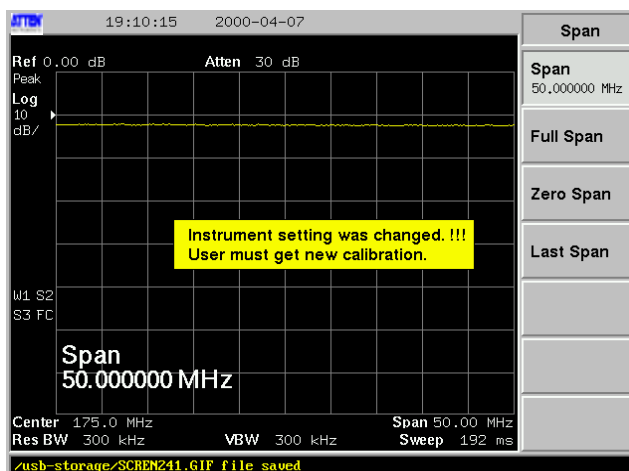 ATTEN 19:10:15 2000-04-07
Ref 0.00 dB Atten 30 dB
Peak
Log
10
dB/
Instrument setting was changed. !!!
User must get new calibration.
W1 S2
S3 FC
Span
50.000000 MHz
Center 175.0 MHz Span 50.00 MHz
Res BW 300 kHz VBW 300 kHz Sweep 192 ms
/usb-storage/SCREN241.GIF file saved
Span
Span
50.000000 MHz
Full Span
Zero Span
Last Span